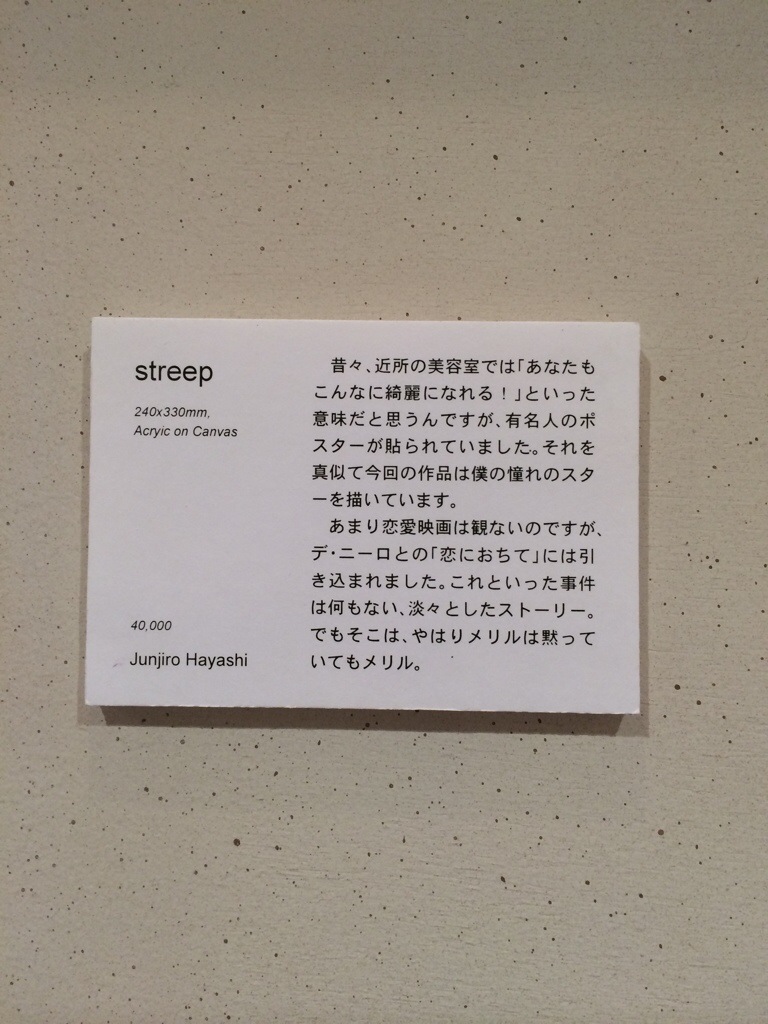 streep
240x330mm,
Acryic on Canvas
40,000
Junjiro Hayashi
昔々、近所の美容室では「あなたも
こんなに綺麗になれる！」といった
意味だと思うんですが、有名人のポ
スターが貼られていました。それを
真似て今回の作品は僕の憧れのスタ
ーを描いています。
あまり恋愛映画は観ないのですが、
デ・ニーロとの「恋におちて」には引
き込まれました。これといった事件
は何もない、淡々としたストーリー。
でもそこは、やはりメリルは黙って
いてもメリル。